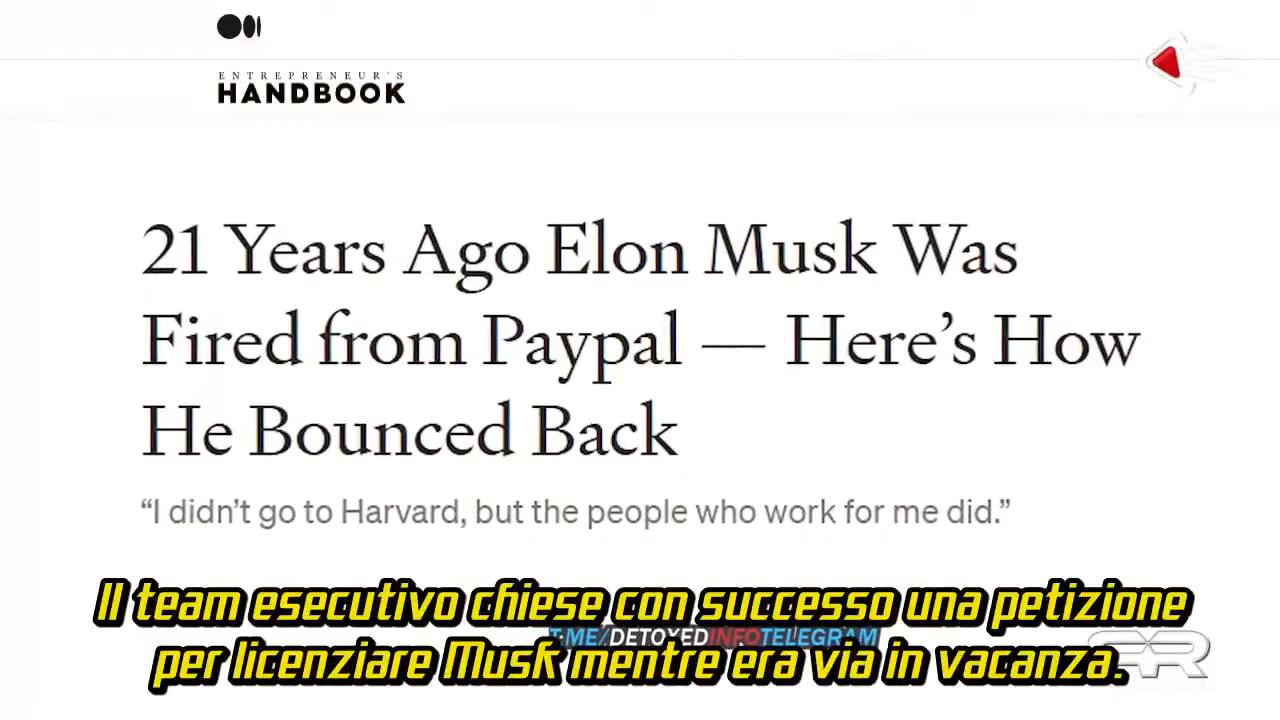 ENTREPRENEUR'S
HANDBOOK
21 Years Ago Elon Musk Was
Fired from Paypal — Here’s How
He Bounced Back
“I didn’t go to Harvard, but the people who work for me did.”
Il team esecutivo chiese con successo una petizione
T.ME/DETOXEDINFOTELEGRAM
per licenziare Musk mentre era via in vacanza.